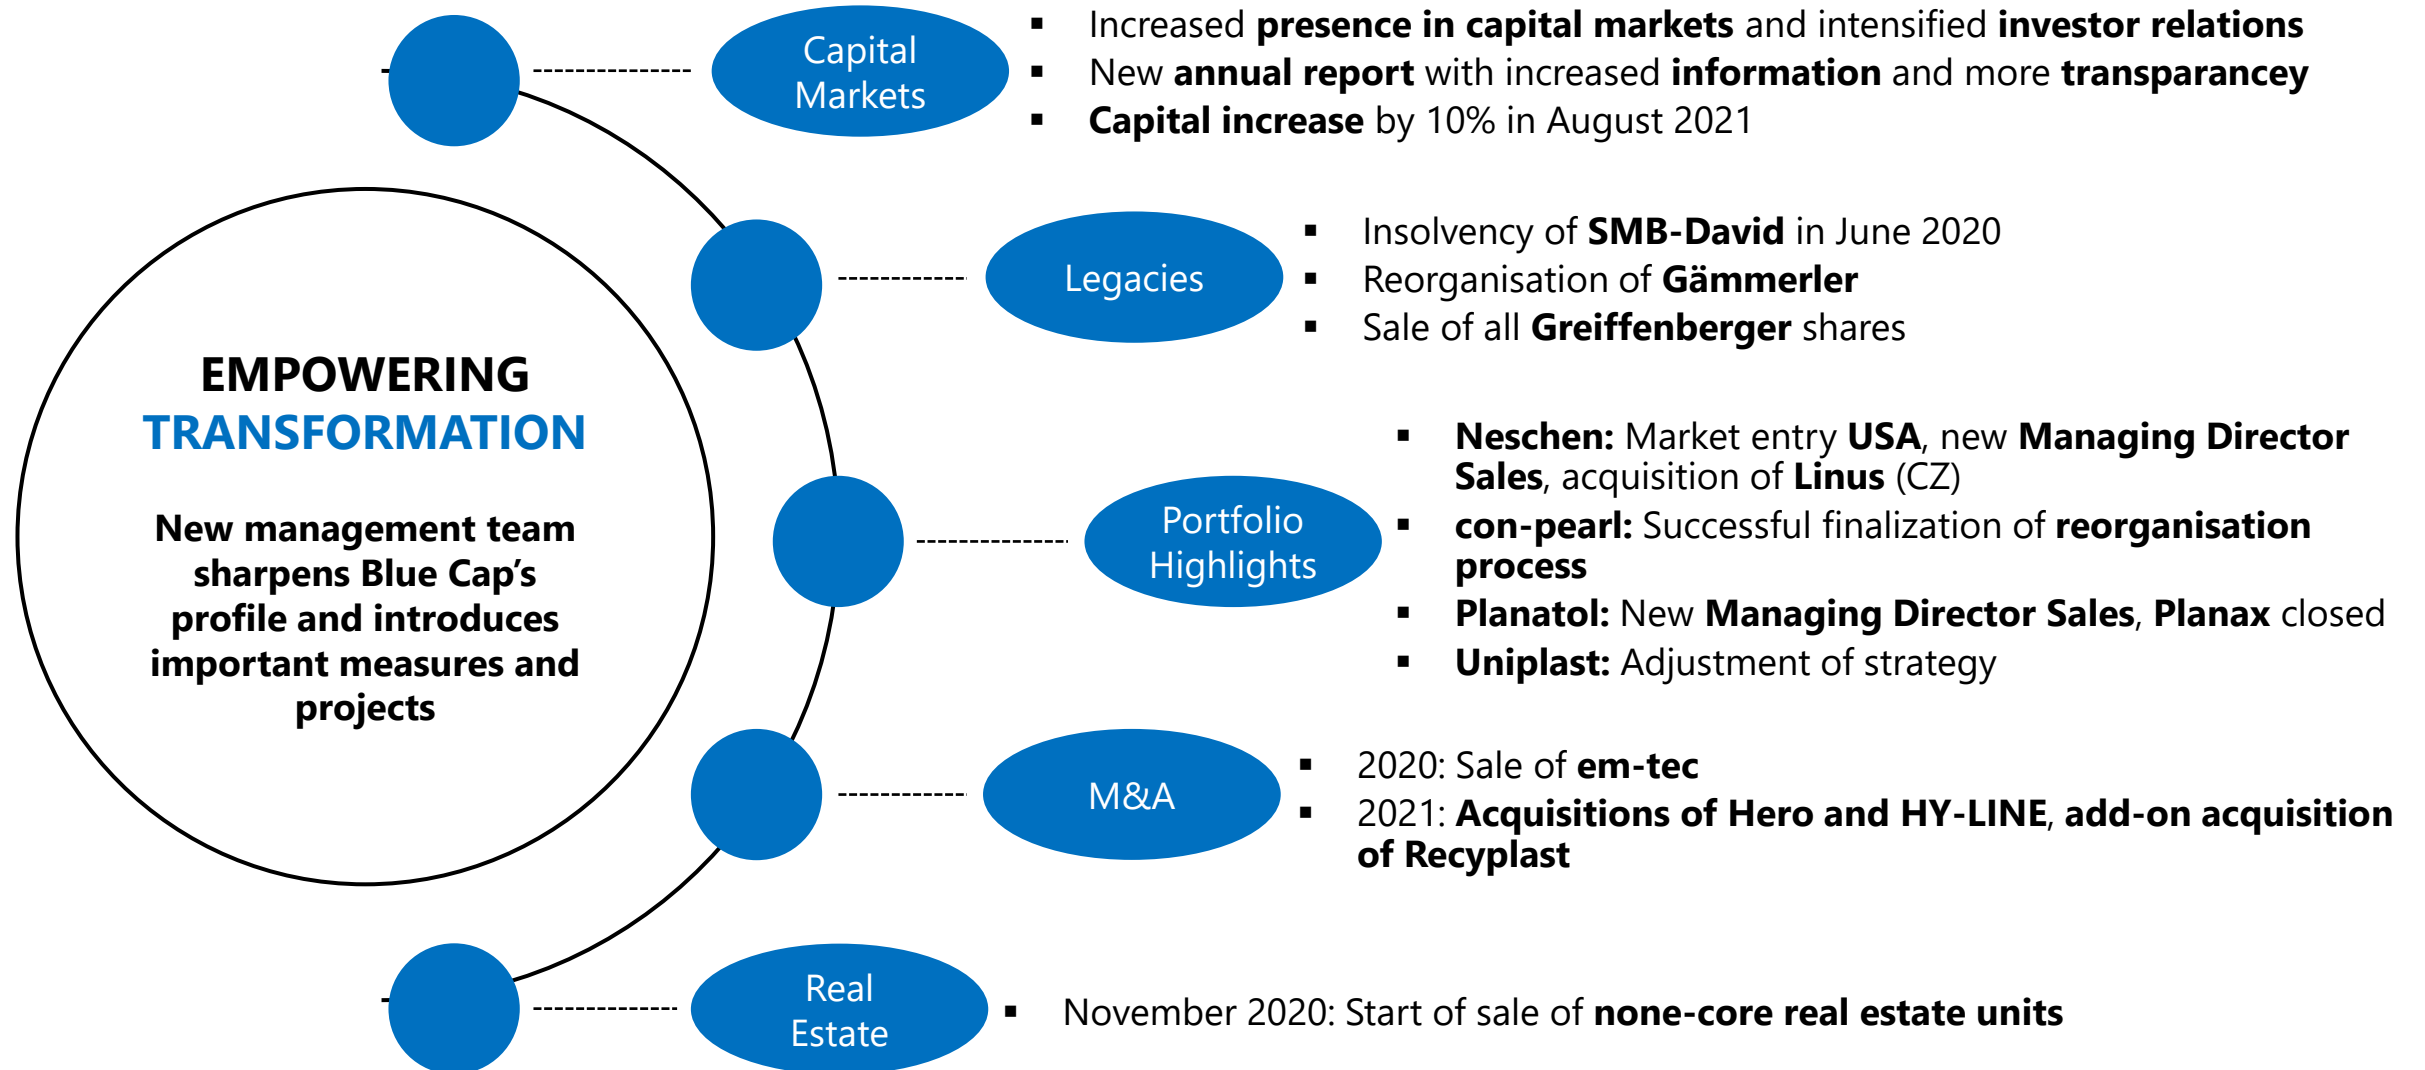 EMPOWERING
TRANSFORMATION
New management team
sharpens Blue Cap’s
profile and introduces
important measures and
projects
Capital
Markets
▪ Increased presence in capital markets and intensified investor relations
▪ New annual report with increased information and more transparancey
▪ Capital increase by 10% in August 2021
Legacies
▪ Insolvency of SMB-David in June 2020
▪ Reorganisation of Gämmerler
▪ Sale of all Greiffenberger shares
Portfolio
Highlights
▪ Neschen: Market entry USA, new Managing Director
Sales, acquisition of Linus (CZ)
▪ con-pearl: Successful finalization of reorganisation
process
▪ Planatol: New Managing Director Sales, Planax closed
▪ Uniplast: Adjustment of strategy
M&A
▪ 2020: Sale of em-tec
▪ 2021: Acquisitions of Hero and HY-LINE, add-on acquisition
of Recyplast
Real
Estate
▪ November 2020: Start of sale of none-core real estate units